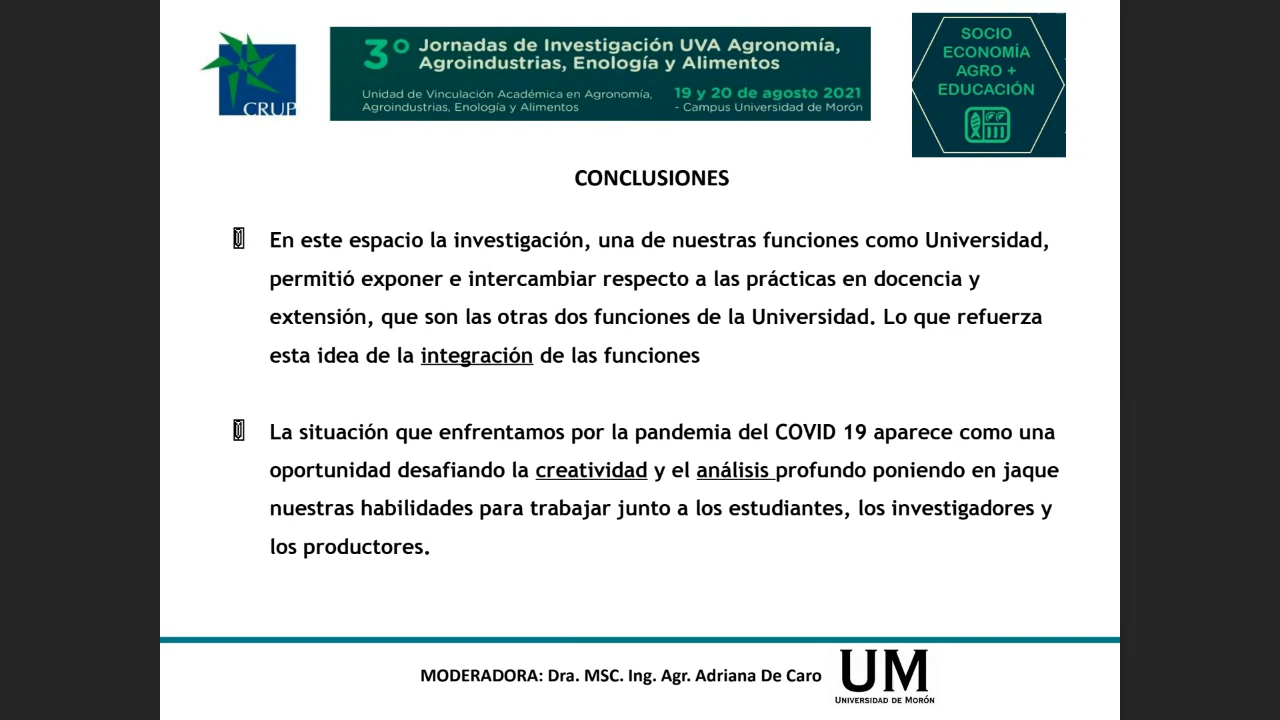 CRUP
3° Jornadas de Investigación UVA Agronomía,
Agroindustrias, Enología y Alimentos
Unidad de Vinculación Académica en Agronomía,
Agroindustrias, Enología y Alimentos
19 y 20 de agosto 2021
- Campus Universidad de Morón
SOCIO
ECONOMÍA
AGRO +
EDUCACIÓN
CONCLUSIONES
En este espacio la investigación, una de nuestras funciones como Universidad,
permitió exponer e intercambiar respecto a las prácticas en docencia y
extensión, que son las otras dos funciones de la Universidad. Lo que refuerza
esta idea de la integración de las funciones
La situación que enfrentamos por la pandemia del COVID 19 aparece como una
oportunidad desafiando la creatividad y el análisis profundo poniendo en jaque
nuestras habilidades para trabajar junto a los estudiantes, los investigadores y
los productores.
MODERADORA: Dra. MSC. Ing. Agr. Adriana De Caro
UM
UNIVERSIDAD DE MORÓN